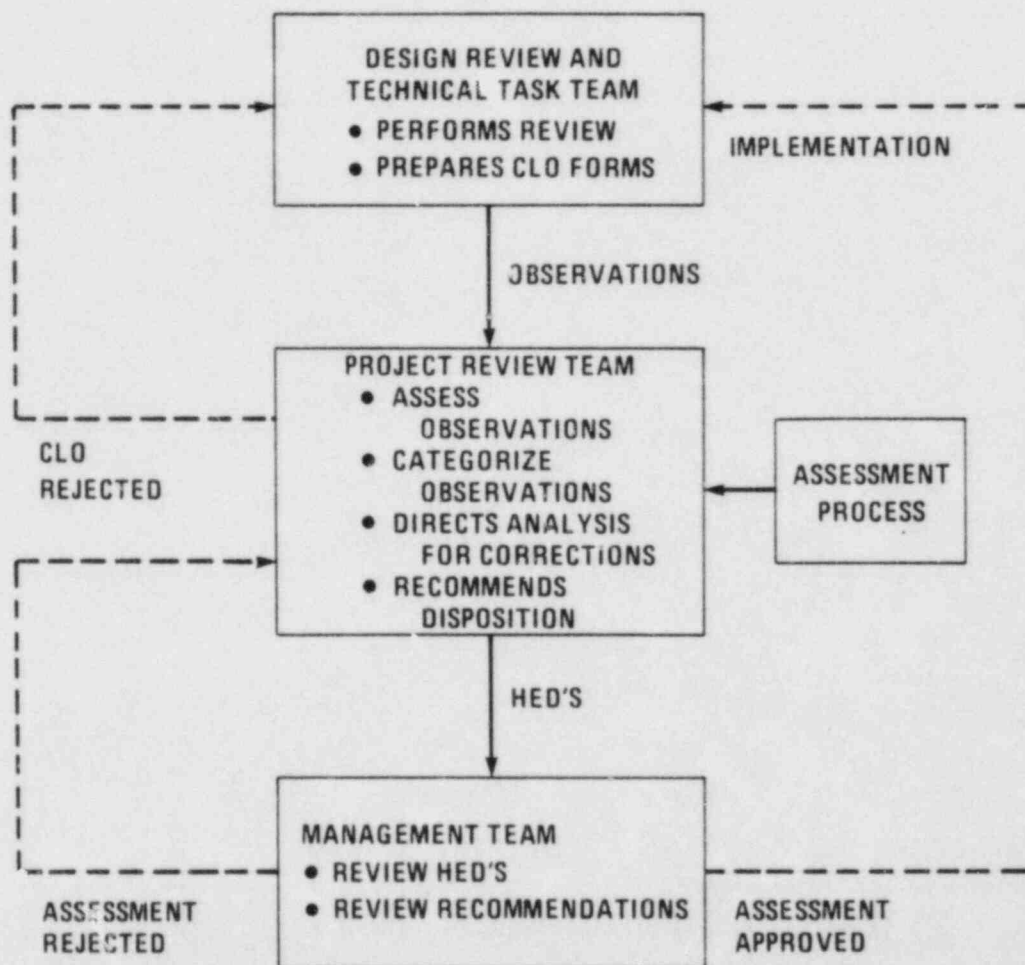 DESIGN REVIEW AND
TECHNICAL TASK TEAM
• PERFORMS REVIEW
• PREPARES CLO FORMS
IMPLEMENTATION
OBSERVATIONS
PROJECT REVIEW TEAM
• ASSESS
OBSERVATIONS
• CATEGORIZE
OBSERVATIONS
• DIRECTS ANALYSIS
FOR CORRECTIONS
• RECOMMENDS
DISPOSITION
CLO
REJECTED
ASSESSMENT
PROCESS
HED'S
MANAGEMENT TEAM
• REVIEW HED'S
• REVIEW RECOMMENDATIONS
ASSESSMENT
REJECTED
ASSESSMENT
APPROVED